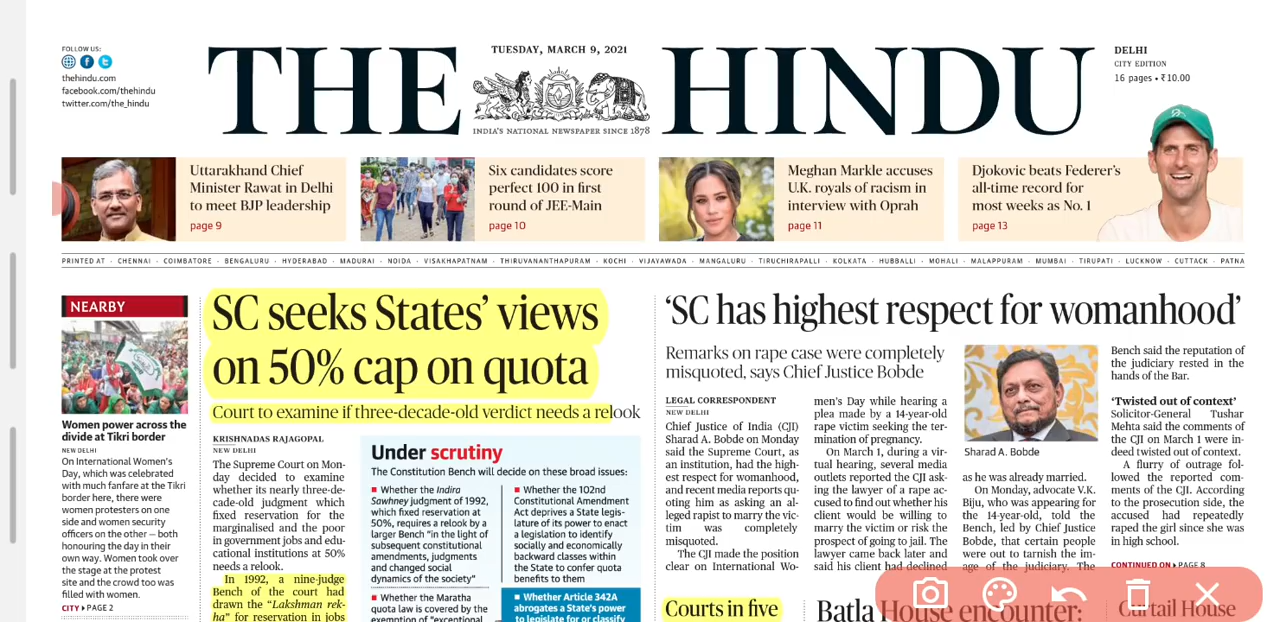 FOLLOW US:
thehindu.com
facebook.com/thehindu
twitter.com/the_hindu
TUESDAY, MARCH 9, 2021
THE HINDU
INDIA'S NATIONAL NEWSPAPER SINCE 1878
DELHI
CITY EDITION
16 pages • ₹10.00
Uttarakhand Chief
Minister Rawat in Delhi
to meet BJP leadership
page 9
Six candidates score
perfect 100 in first
round of JEE-Main
page 10
Meghan Markle accuses
U.K. royals of racism in
interview with Oprah
page 11
Djokovic beats Federer's
all-time record for
most weeks as No. 1
page 13
PRINTED AT · CHENNAI · COIMBATORE · BENGALURU · HYDERABAD · MADURAI · NOIDA · VISAKHAPATNAM · THIRUVANANTHAPURAM · KOCHI · VIJAYAWADA · MANGALURU · TIRUCHIRAPALLI · KOLKATA · HUBBALLI · MOHALI · MALAPPURAM · MUMBAI · TIRUPATI · LUCKNOW · CUTTACK · PATNA
NEARBY
Women power across the
divide at Tikri border
NEW DELHI
On International Women's
Day, which was celebrated
with much fanfare at the Tikri
border here, there were
women protesters on one
side and women security
officers on the other – both
honouring the day in their
own way. Women took over
the stage at the protest
site and the crowd too was
filled with women.
CITY PAGE 2
SC seeks States' views
on 50% cap on quota
Court to examine if three-decade-old verdict needs a relook
KRISHNADAS RAJAGOPAL
NEW DELHI
The Supreme Court on Mon-
day decided to examine
whether its nearly three-de-
cade-old judgment which
fixed reservation for the
marginalised and the poor
in government jobs and edu-
cational institutions at 50%
needs a relook.
In 1992, a nine-judge
Bench of the court had
drawn the "Lakshman rek-
ha" for reservation in jobs
Under scrutiny
The Constitution Bench will decide on these broad issues:
Whether the Indira
Sawhney judgment of 1992,
which fixed reservation at
50%, requires a relook by a
larger Bench "in the light of
subsequent constitutional
amendments, judgments
and changed social
dynamics of the society"
Whether the Maratha
quota law is covered by the
exemption of "exceptional
Whether the 102nd
Constitutional Amendment
Act deprives a State legis-
lature of its power to enact
a legislation to identify
socially and economically
backward classes within
the State to confer quota
benefits to them
Whether Article 342A
abrogates a State's power
to legislate for or classify
'SC has highest respect for womanhood'
Remarks on rape case were completely
misquoted, says Chief Justice Bobde
LEGAL CORRESPONDENT
NEW DELHI
Chief Justice of India (CJI)
Sharad A. Bobde on Monday
said the Supreme Court, as
an institution, had the high-
est respect for womanhood,
and recent media reports qu-
oting him as asking an al-
leged rapist to marry the vic-
tim was completely
misquoted.
The CJI made the position
clear on International Wo-
men's Day while hearing a
plea made by a 14-year-old
rape victim seeking the ter-
mination of pregnancy.
On March 1, during a vir-
tual hearing, several media
outlets reported the CJI ask-
ing the lawyer of a rape ac-
cused to find out whether his
client would be willing to
marry the victim or risk the
prospect of going to jail. The
lawyer came back later and
said his client had declined
Sharad A. Bobde
as he was already married.
On Monday, advocate V.K.
Biju, who was appearing for
the 14-year-old, told the
Bench, led by Chief Justice
Bobde, that certain people
were out to tarnish the im-
age of the judiciary. The
Bench said the reputation of
the judiciary rested in the
hands of the Bar.
'Twisted out of context'
Solicitor-General Tushar
Mehta said the comments of
the CJI on March 1 were in-
deed twisted out of context.
A flurry of outrage fol-
lowed the reported com-
ments of the CJI. According
to the prosecution side, the
accused had repeatedly
raped the girl since she was
in high school.
CONTINUED ON PAGE 8
Courts in five
Batla House encounter:
Curtail House